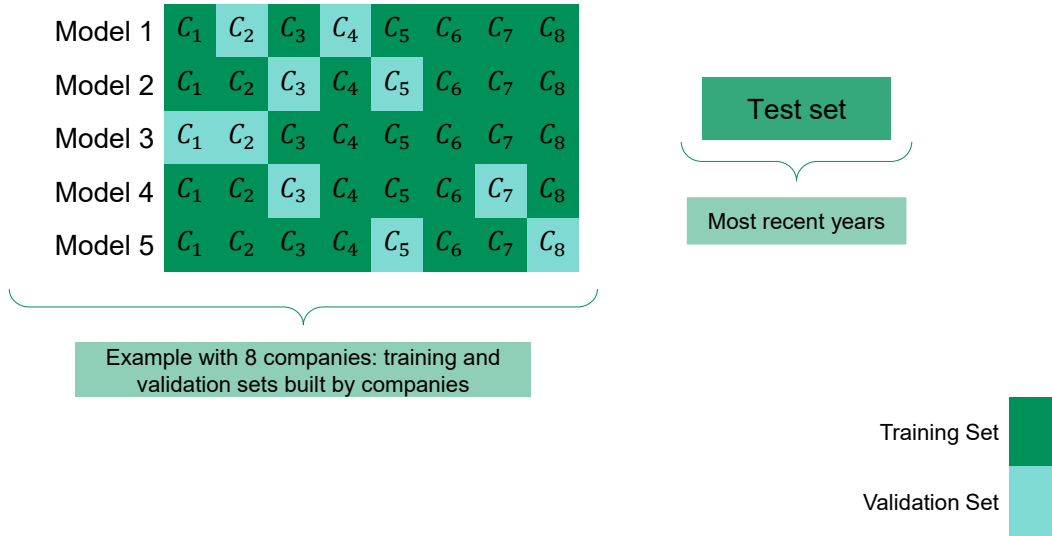 Model 1 C₁ C₂ C₃ C₄ C₅ C₆ C₇ C₈
Model 2 C₁ C₂ C₃ C₄ C₅ C₆ C₇ C₈
Model 3 C₁ C₂ C₃ C₄ C₅ C₆ C₇ C₈
Model 4 C₁ C₂ C₃ C₄ C₅ C₆ C₇ C₈
Model 5 C₁ C₂ C₃ C₄ C₅ C₆ C₇ C₈
Example with 8 companies: training and
validation sets built by companies
Test set
Most recent years
Training Set
Validation Set